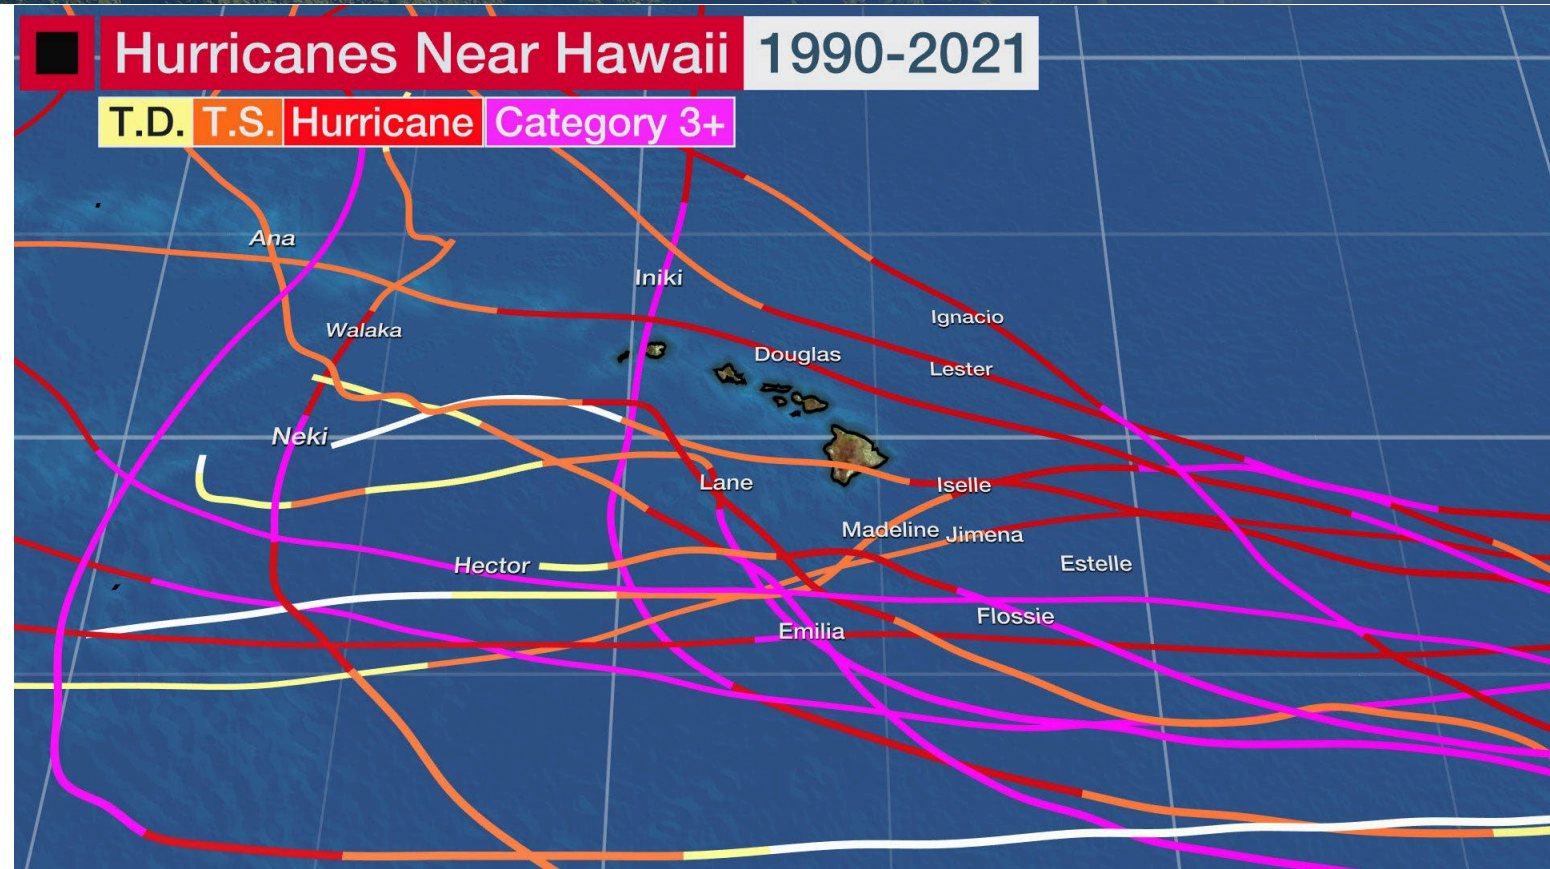 Hurricanes Near Hawaii 1990-2021
T.D. T.S. Hurricane Category 3+
Ana
Iniki
Walaka
Ignacio
Douglas
Lester
Neki
Lane
Iselle
Madeline
Jimena
Hector
Estelle
Flossie
Emilia